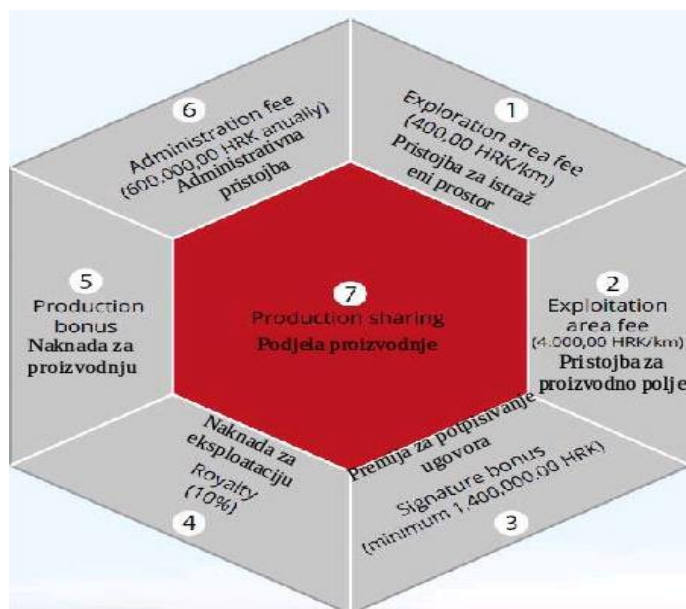 6
Administration fee
(600.000,00 HRK anually)
Administrativna
pristojba
1
Exploration area fee
(400,00 HRK/km)
Pristojba za istraž
eni prostor
5
Production
bonus
Naknada za
proizvodnju
7
Production sharing
Podjela proizvodnje
2
Exploitation
area fee
(4.000,00 HRK/km)
Pristojba za
proizvodno polje
Naknada za
eksploataciju
Royalty
(10%)
4
Premija za potpisivanje
ugovora
Signature bonus
(minimum 1,400,000.00 HRK)
3